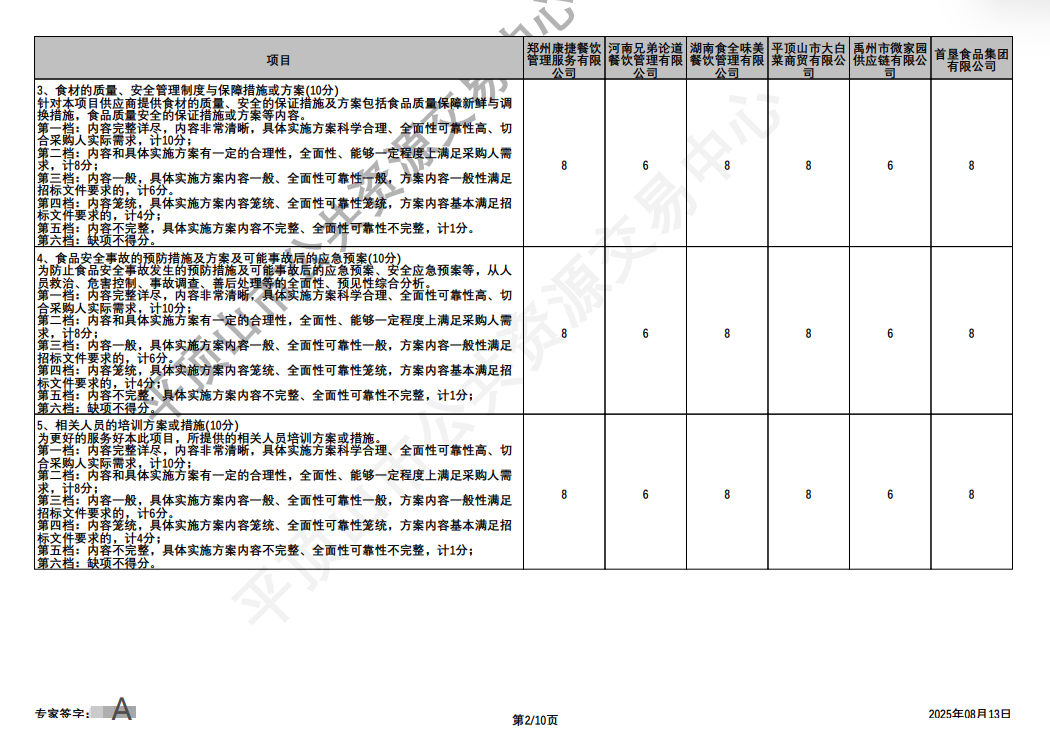 项目
郑州康捷餐饮
管理服务有限
公司
河南兄弟论道
餐饮管理有限
公司
湖南食全味美
餐饮管理有限
公司
平顶山市大白
菜商贸有限公
司
禹州市微家园
供应链有限公
司
首垦食品集团
有限公司
3、食材的质量、安全管理制度与保障措施或方案(10分)
针对本项目供应商提供食材的质量、安全的保证措施及方案包括食品质量保障新鲜与调
换措施，食品质量安全的保证措施或方案等内容。
第一档：内容完整详尽，内容非常清晰，具体实施方案科学合理、全面性可靠性高、切
合采购人实际需求，计10分；
第二档：内容和具体实施方案有一定的合理性，全面性、能够一定程度上满足采购人需
求，计8分；
第三档：内容一般，具体实施方案内容一般、全面性可靠性一般，方案内容一般性满足
招标文件要求的，计6分。
第四档：内容笼统，具体实施方案内容笼统、全面性可靠性笼统，方案内容基本满足招
标文件要求的，计4分；
第五档：内容不完整，具体实施方案内容不完整、全面性可靠性不完整，计1分。
第六档：缺项不得分。
8 6 8 8 6 8
4、食品安全事故的预防措施及方案及可能事故后的应急预案(10分)
为防止食品安全事故发生的预防措施及可能事故后的应急预案、安全应急预案等，从人
员救治、危害控制、事故调查、善后处理等的全面性、预见性综合分析。
第一档：内容完整详尽，内容非常清晰，具体实施方案科学合理、全面性可靠性高、切
合采购人实际需求，计10分；
第二档：内容和具体实施方案有一定的合理性，全面性、能够一定程度上满足采购人需
求，计8分；
第三档：内容一般，具体实施方案内容一般、全面性可靠性一般，方案内容一般性满足
招标文件要求的，计6分。
第四档：内容笼统，具体实施方案内容笼统、全面性可靠性笼统，方案内容基本满足招
标文件要求的，计4分；
第五档：内容不完整，具体实施方案内容不完整、全面性可靠性不完整，计1分；
第六档：缺项不得分。
8 6 8 8 6 8
5、相关人员的培训方案或措施(10分)
为更好的服务好本此项目，所提供的相关人员培训方案或措施。
第一档：内容完整详尽，内容非常清晰，具体实施方案科学合理、全面性可靠性高、切
合采购人实际需求，计10分；
第二档：内容和具体实施方案有一定的合理性，全面性、能够一定程度上满足采购人需
求，计8分；
第三档：内容一般，具体实施方案内容一般、全面性可靠性一般，方案内容一般性满足
招标文件要求的，计6分。
第四档：内容笼统，具体实施方案内容笼统、全面性可靠性笼统，方案内容基本满足招
标文件要求的，计4分；
第五档：内容不完整，具体实施方案内容不完整、全面性可靠性不完整，计1分；
第六档：缺项不得分。
8 6 8 8 6 8
平顶山市公共资源交易中心
平顶山市公共资源交易中心
专家签字：A
第2/10页
2025年08月13日